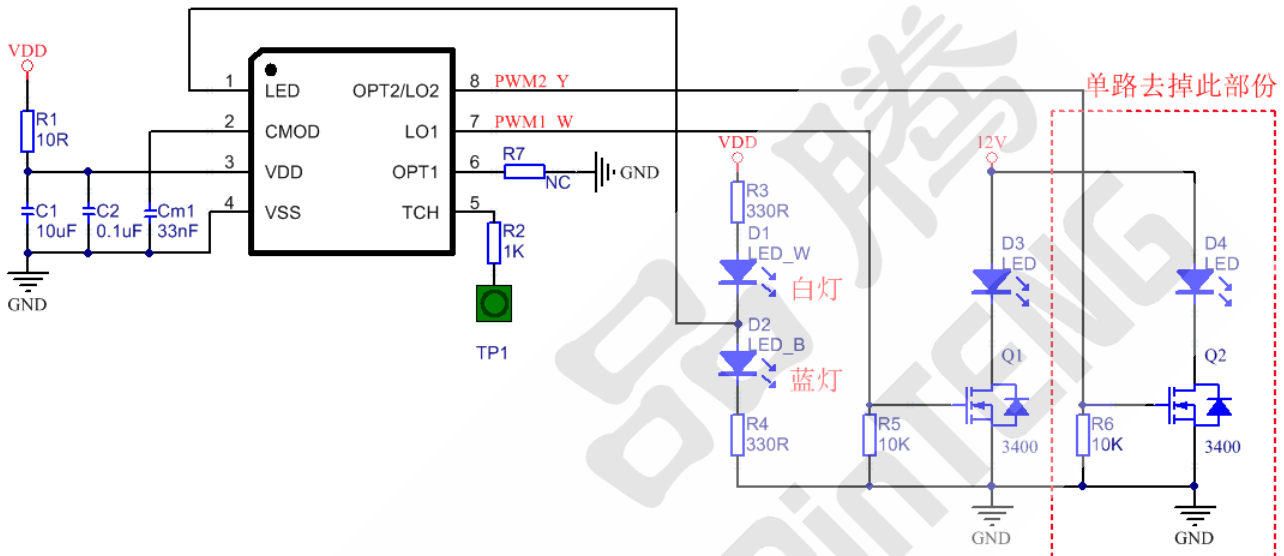 VDD
R1
10R
C1
10uF
C2
0.1uF
Cm1
33nF
GND
1
LED
2
CMOD
3
VDD
4
VSS
OPT2/LO2
8
PWM2_Y
LO1
7
PWM1_W
OPT1
6
R7
NC
GND
TCH
5
R2
1K
TP1
VDD
R3
330R
D1
LED_W
白灯
D2
LED_B
蓝灯
R4
330R
R5
10K
12V
D3
LED
Q1
3400
GND
单路去掉此部份
D4
LED
Q2
R6
10K
3400
GND
品腾
PinTENG